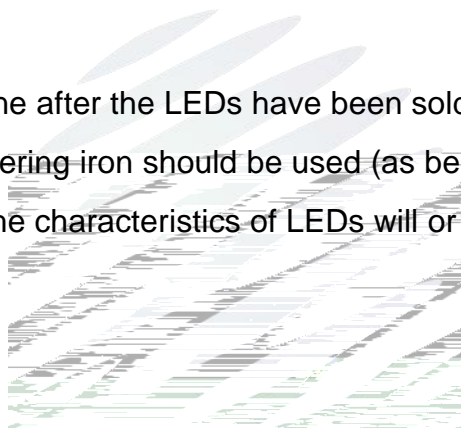 ne after the LEDs have been sold
ering iron should be used (as be
ne characteristics of LEDs will or